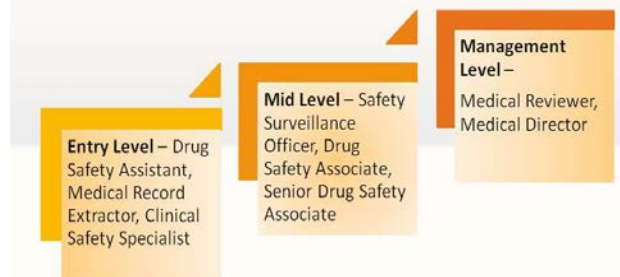 Entry Level – Drug
Safety Assistant,
Medical Record
Extractor, Clinical
Safety Specialist
Mid Level – Safety
Surveillance
Officer, Drug
Safety Associate,
Senior Drug Safety
Associate
Management
Level –
Medical Reviewer,
Medical Director